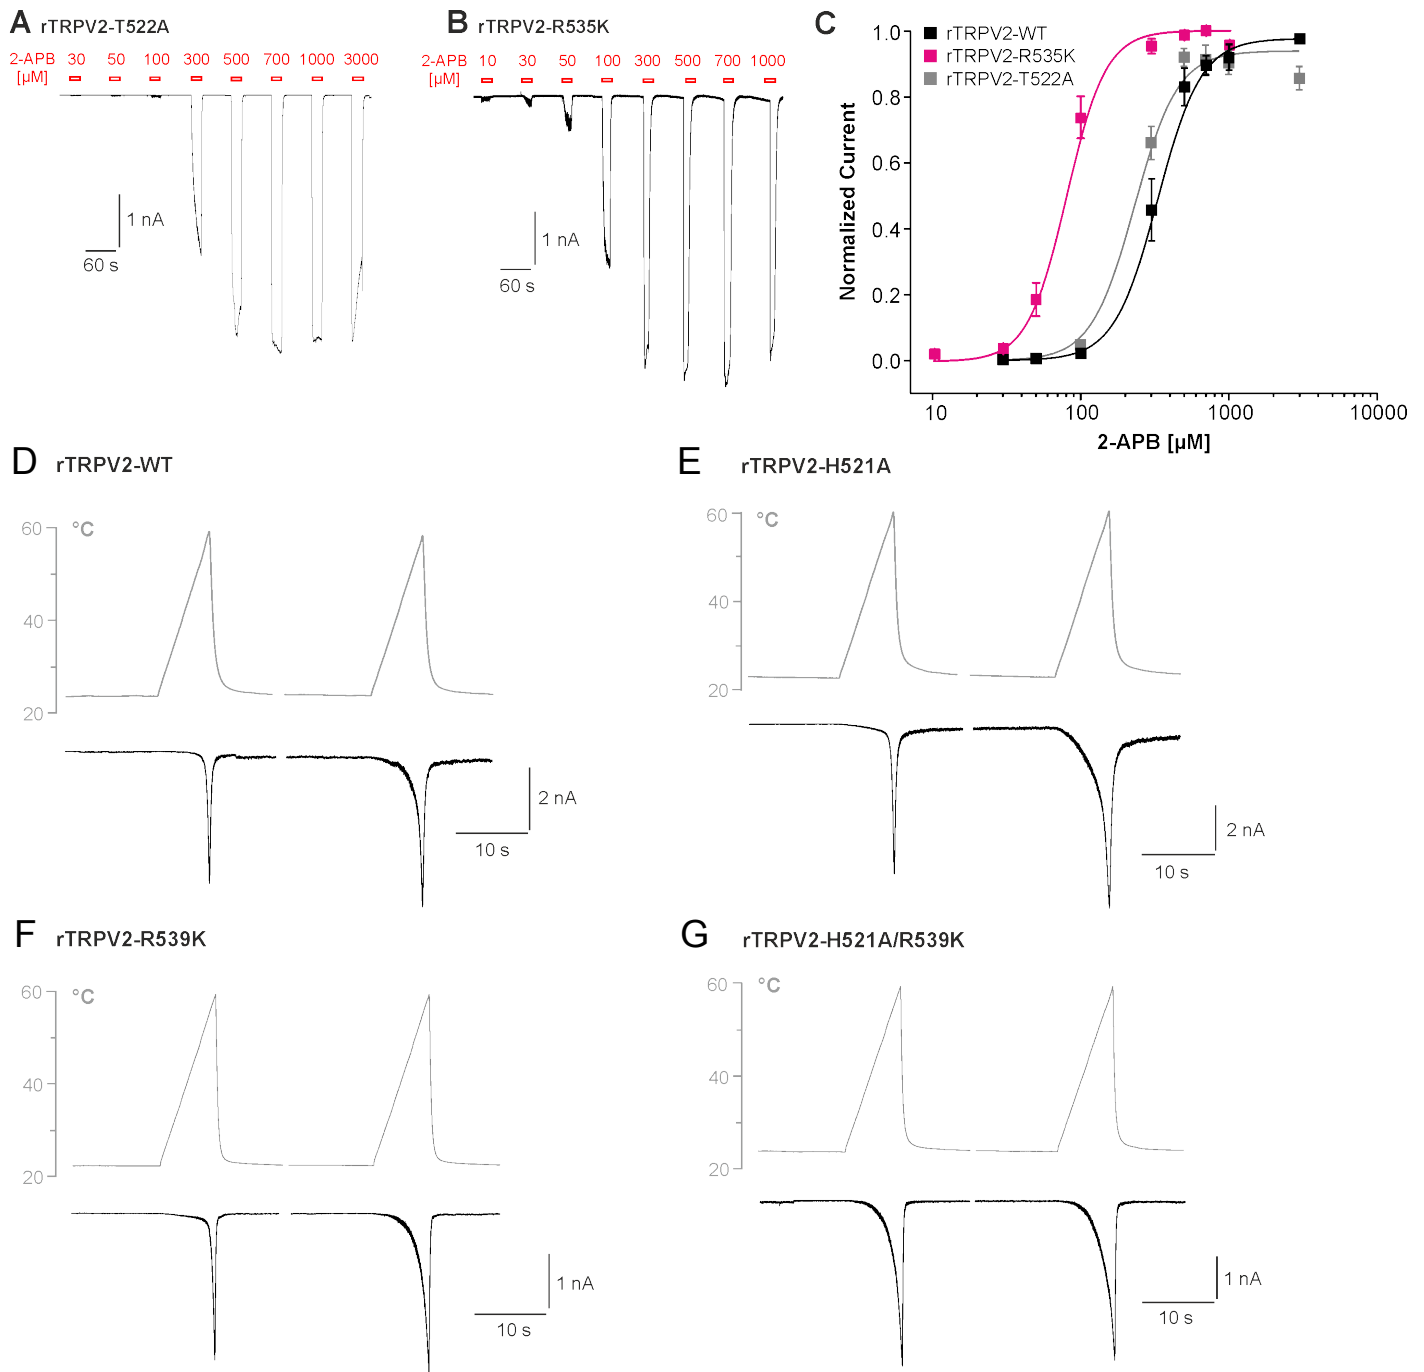 A rTRPV2-T522A
2-APB 30 50 100 300 500 700 1000 3000
[µM]
1 nA
60 s
B rTRPV2-R535K
2-APB 10 30 50 100 300 500 700 1000
[µM]
1 nA
60 s
C
rTRPV2-WT
rTRPV2-R535K
rTRPV2-T522A
Normalized Current
1.0
0.8
0.6
0.4
0.2
0.0
10 100 1000 10000
2-APB [µM]
D rTRPV2-WT
°C
60
40
20
2 nA
10 s
E rTRPV2-H521A
°C
60
40
20
2 nA
10 s
F rTRPV2-R539K
°C
60
40
20
1 nA
10 s
G rTRPV2-H521A/R539K
°C
60
40
20
1 nA
10 s